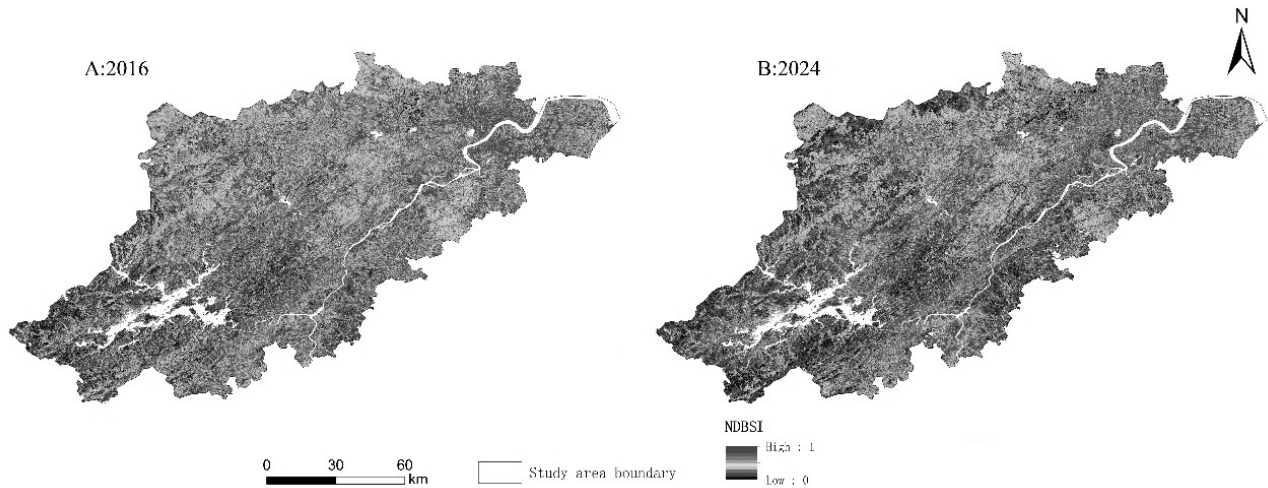 N
A:2016
B:2024
NDBSI
High : 1
Low : 0
0 30 60
km
Study area boundary